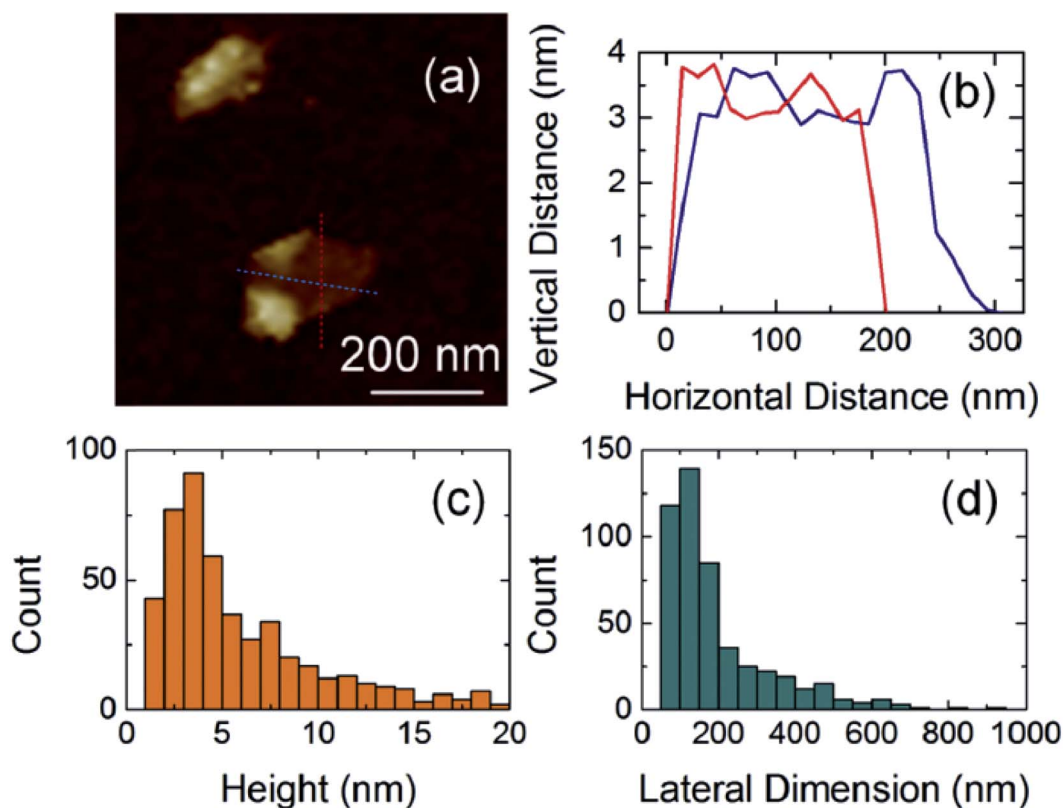 (a)
200 nm
(b)
Vertical Distance (nm)
4
3
2
1
0
0 100 200 300
Horizontal Distance (nm)
(c)
Count
100
50
0
0 5 10 15 20
Height (nm)
(d)
Count
150
100
50
0
0 200 400 600 800 1000
Lateral Dimension (nm)